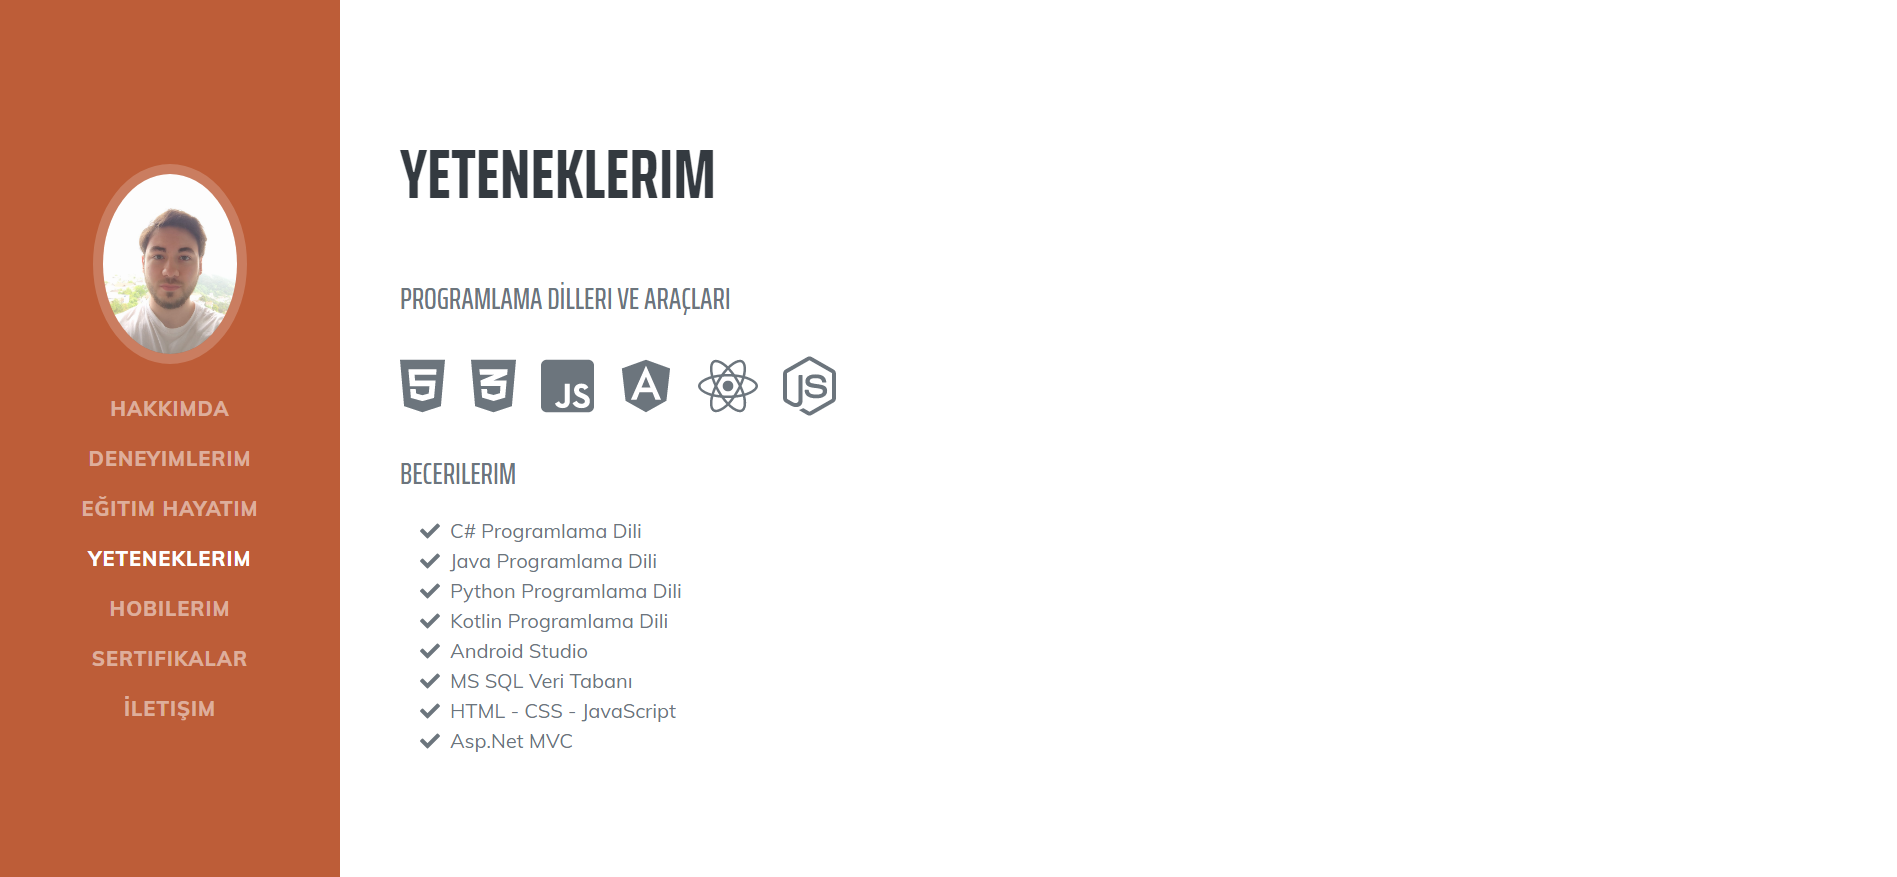 HAKKIMDA
DENEYIMLERIM
EĞITIM HAYATIM
YETENEKLERIM
HOBILERIM
SERTIFIKALAR
İLETIŞIM
YETENEKLERIM
PROGRAMLAMA DİLLERI VE ARAÇLARI
5 3 JS A JS
BECERILERIM
C# Programlama Dili
Java Programlama Dili
Python Programlama Dili
Kotlin Programlama Dili
Android Studio
MS SQL Veri Tabanı
HTML - CSS - JavaScript
Asp.Net MVC